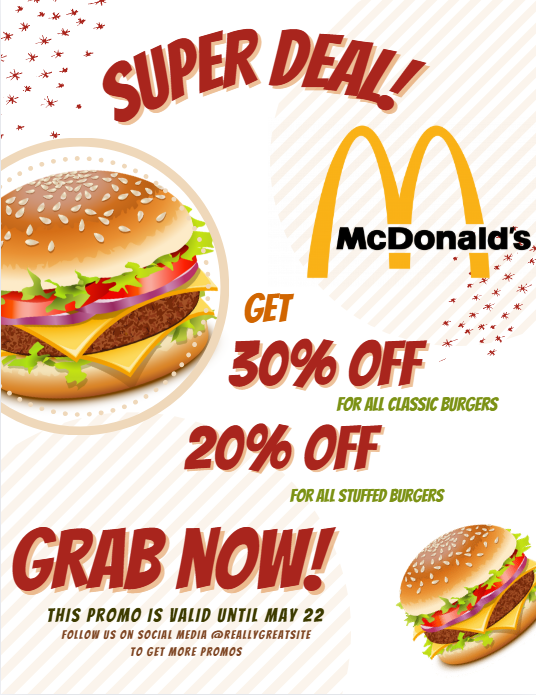 SUPER DEAL!
McDonald's
GET
30% OFF
FOR ALL CLASSIC BURGERS
20% OFF
FOR ALL STUFFED BURGERS
GRAB NOW!
THIS PROMO IS VALID UNTIL MAY 22
FOLLOW US ON SOCIAL MEDIA @REALLYGREATSITE
TO GET MORE PROMOS